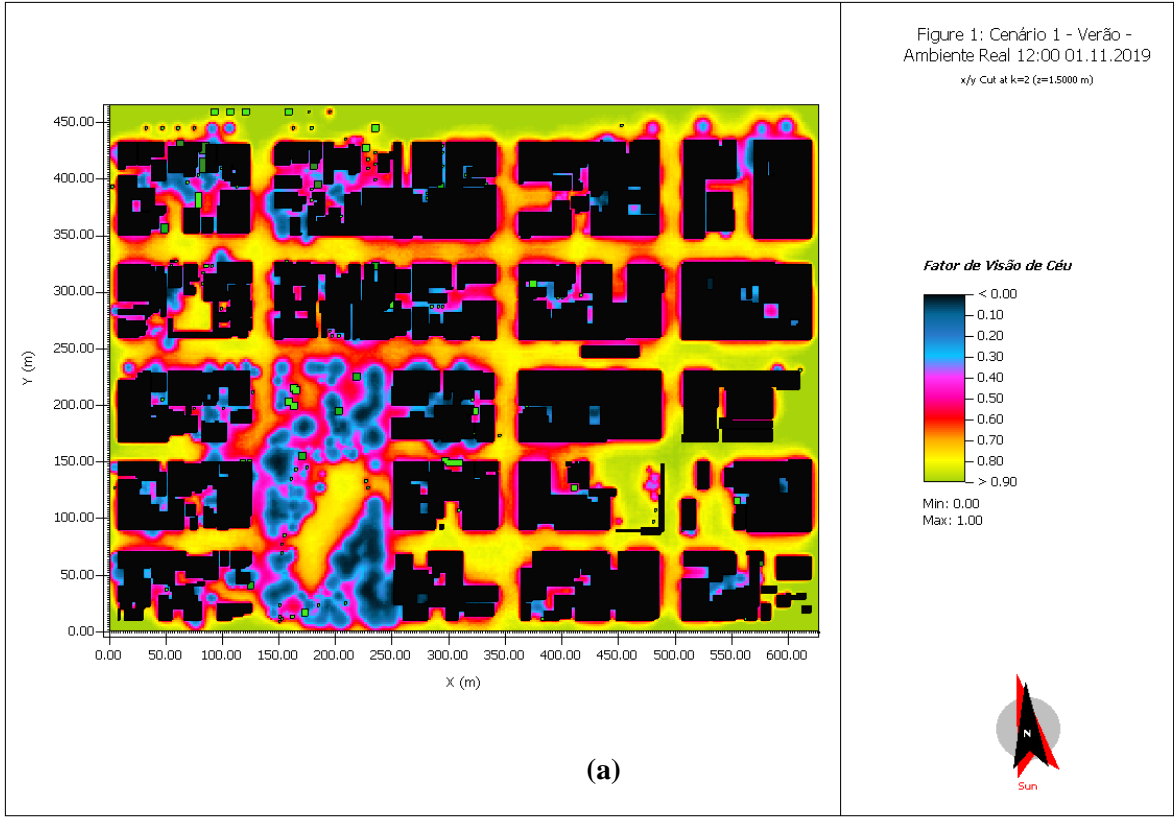 Figure 1: Cenário 1 - Verão -
Ambiente Real 12:00 01.11.2019
x/y Cut at k=2 (z=1.5000 m)
450.00
400.00
350.00
300.00
250.00
200.00
150.00
100.00
50.00
0.00
Y (m)
0.00 50.00 100.00 150.00 200.00 250.00 300.00 350.00 400.00 450.00 500.00 550.00 600.00
X (m)
Fator de Visão de Céu
< 0.00
0.10
0.20
0.30
0.40
0.50
0.60
0.70
0.80
> 0.90
Min: 0.00
Max: 1.00
N
Sun
(a)